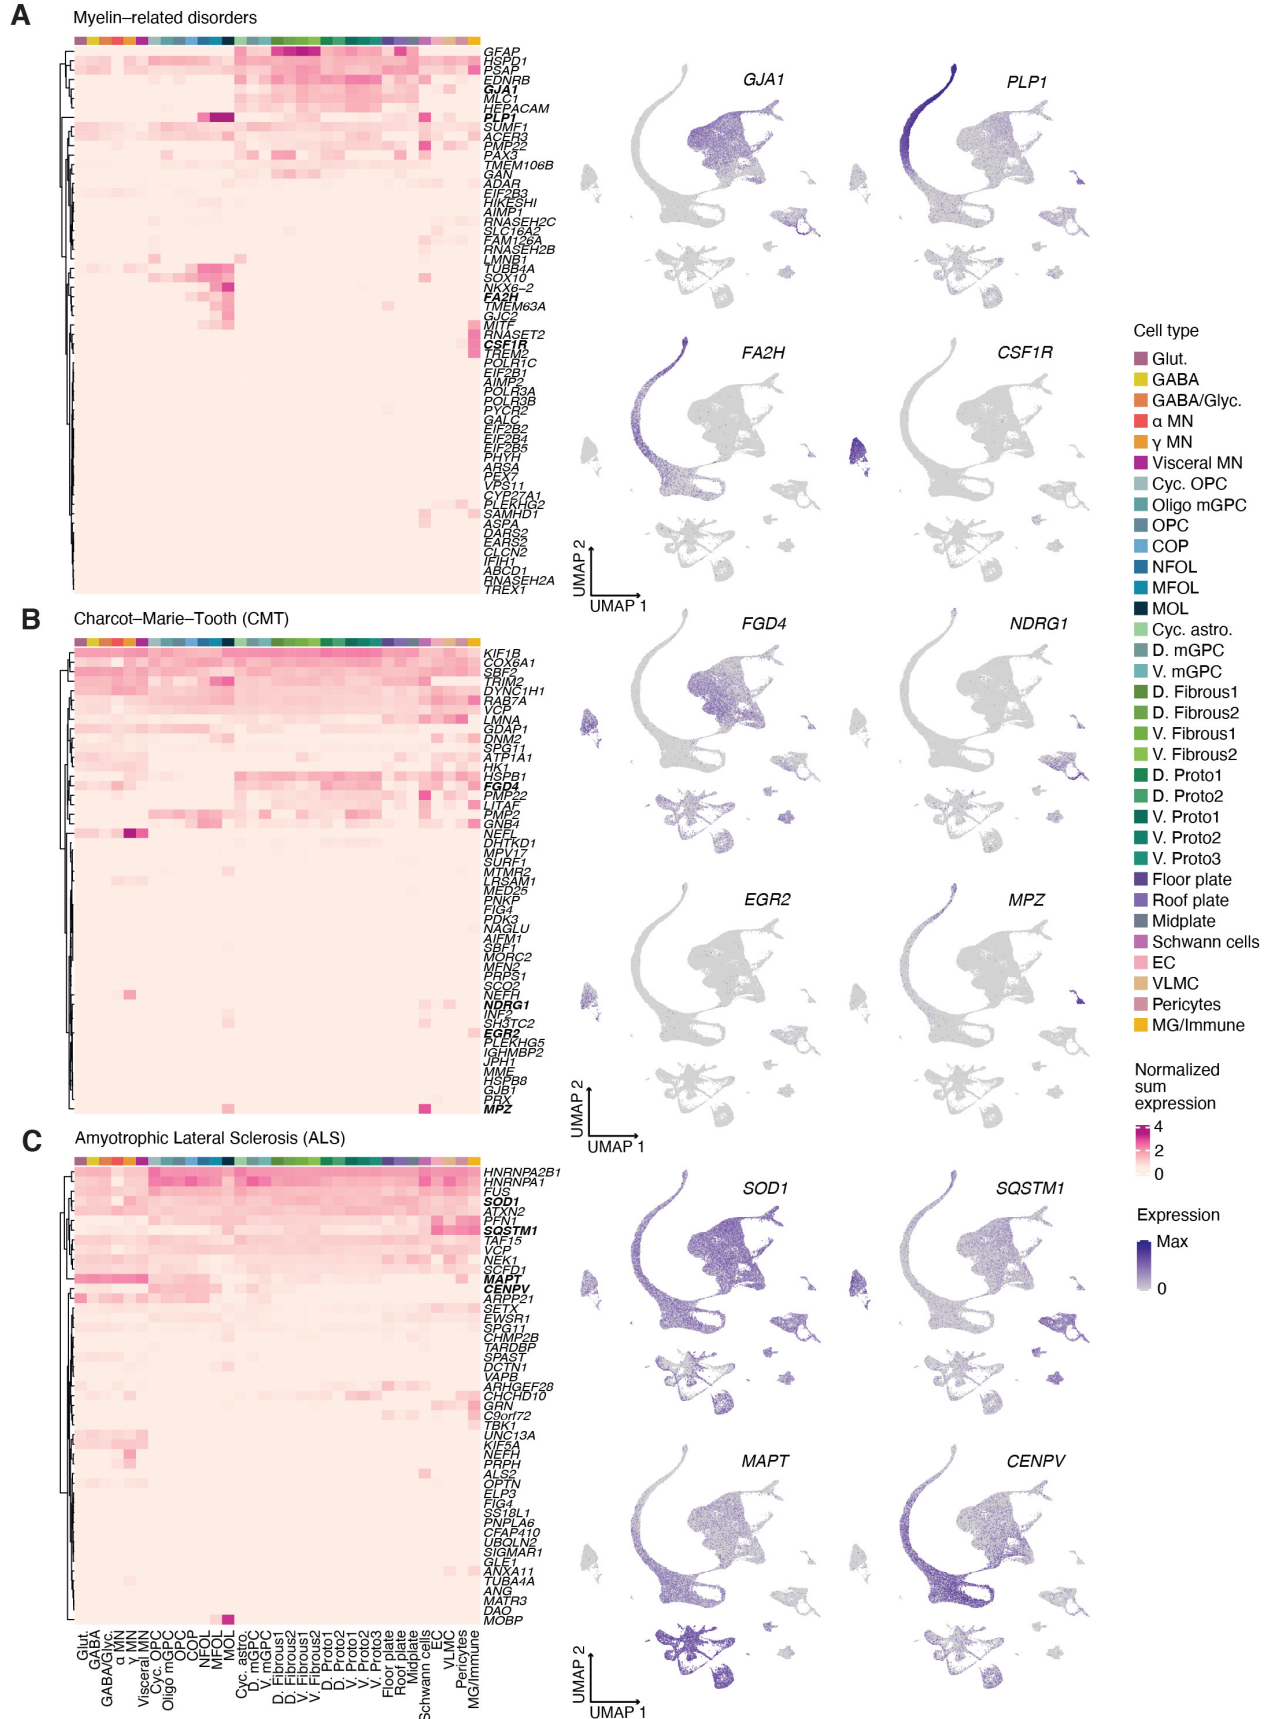 A
Myelin–related disorders
GFAP
HSPD1
PSAP
EDNRB
GJA1
MLC1
HEPACAM
PLP1
SUMF1
ACER3
PMP22
PAX3
TMEM106B
GAN
ADAR
EIF2B3
HIKESHI
AIMP1
RNASEH2C
SLC16A2
FAM126A
RNASEH2B
LMNB1
TUBB4A
SOX10
NKX6–2
FA2H
TMEM63A
GJC2
MITF
RNASET2
CSF1R
TREM2
POLR1C
EIF2B1
AIMP2
POLR3A
POLR3B
PYCR2
GALC
EIF2B2
EIF2B4
EIF2B5
PHYH
ARSA
PEX7
VPS11
CYP27A1
PLEKHG2
SAMHD1
ASPA
DARS2
EARS2
CLCN2
IFIH1
ABCD1
RNASEH2A
TREX1
GJA1
PLP1
FA2H
CSF1R
UMAP 2
UMAP 1
B
Charcot–Marie–Tooth (CMT)
KIF1B
COX6A1
SBF2
TRIM2
DYNC1H1
RAB7A
VCP
LMNA
GDAP1
DNM2
SPG11
ATP1A1
HK1
HSPB1
FGD4
PMP22
LITAF
PMP2
GNB4
NEFL
DHTKD1
MPV17
SURF1
MTMR2
LRSAM1
MED25
PNKP
FIG4
PDK3
NAGLU
AIFM1
SBF1
MORC2
MFN2
PRPS1
SCO2
NEFH
NDRG1
INF2
SH3TC2
EGR2
PLEKHG5
IGHMBP2
JPH1
MME
HSPB8
GJB1
PRX
MPZ
FGD4
NDRG1
EGR2
MPZ
UMAP 2
UMAP 1
C
Amyotrophic Lateral Sclerosis (ALS)
HNRNPA2B1
HNRNPA1
FUS
SOD1
ATXN2
PFN1
SQSTM1
TAF15
VCP
NEK1
SCFD1
MAPT
CENPV
ARPP21
SETX
EWSR1
SPG11
CHMP2B
TARDBP
SPAST
DCTN1
VAPB
ARHGEF28
CHCHD10
GRN
C9orf72
TBK1
UNC13A
KIF5A
NEFH
PRPH
ALS2
OPTN
ELP3
FIG4
SS18L1
PNPLA6
CFAP410
UBQLN2
SIGMAR1
GLE1
ANXA11
TUBA4A
ANG
MATR3
DAO
MOBP
Glut.
GABA
GABA/Glyc.
α MN
γ MN
Visceral MN
Cyc. OPC
Oligo mGPC
OPC
COP
NFOL
MFOL
MOL
Cyc. astro.
D. mGPC
V. mGPC
D. Fibrous1
D. Fibrous2
V. Fibrous1
V. Fibrous2
D. Proto1
D. Proto2
V. Proto1
V. Proto2
V. Proto3
Floor plate
Roof plate
Midplate
Schwann cells
EC
VLMC
Pericytes
MG/Immune
SOD1
SQSTM1
MAPT
CENPV
UMAP 2
UMAP 1
Cell type
Glut.
GABA
GABA/Glyc.
α MN
γ MN
Visceral MN
Cyc. OPC
Oligo mGPC
OPC
COP
NFOL
MFOL
MOL
Cyc. astro.
D. mGPC
V. mGPC
D. Fibrous1
D. Fibrous2
V. Fibrous1
V. Fibrous2
D. Proto1
D. Proto2
V. Proto1
V. Proto2
V. Proto3
Floor plate
Roof plate
Midplate
Schwann cells
EC
VLMC
Pericytes
MG/Immune
Normalized
sum
expression
4
2
0
Expression
Max
0